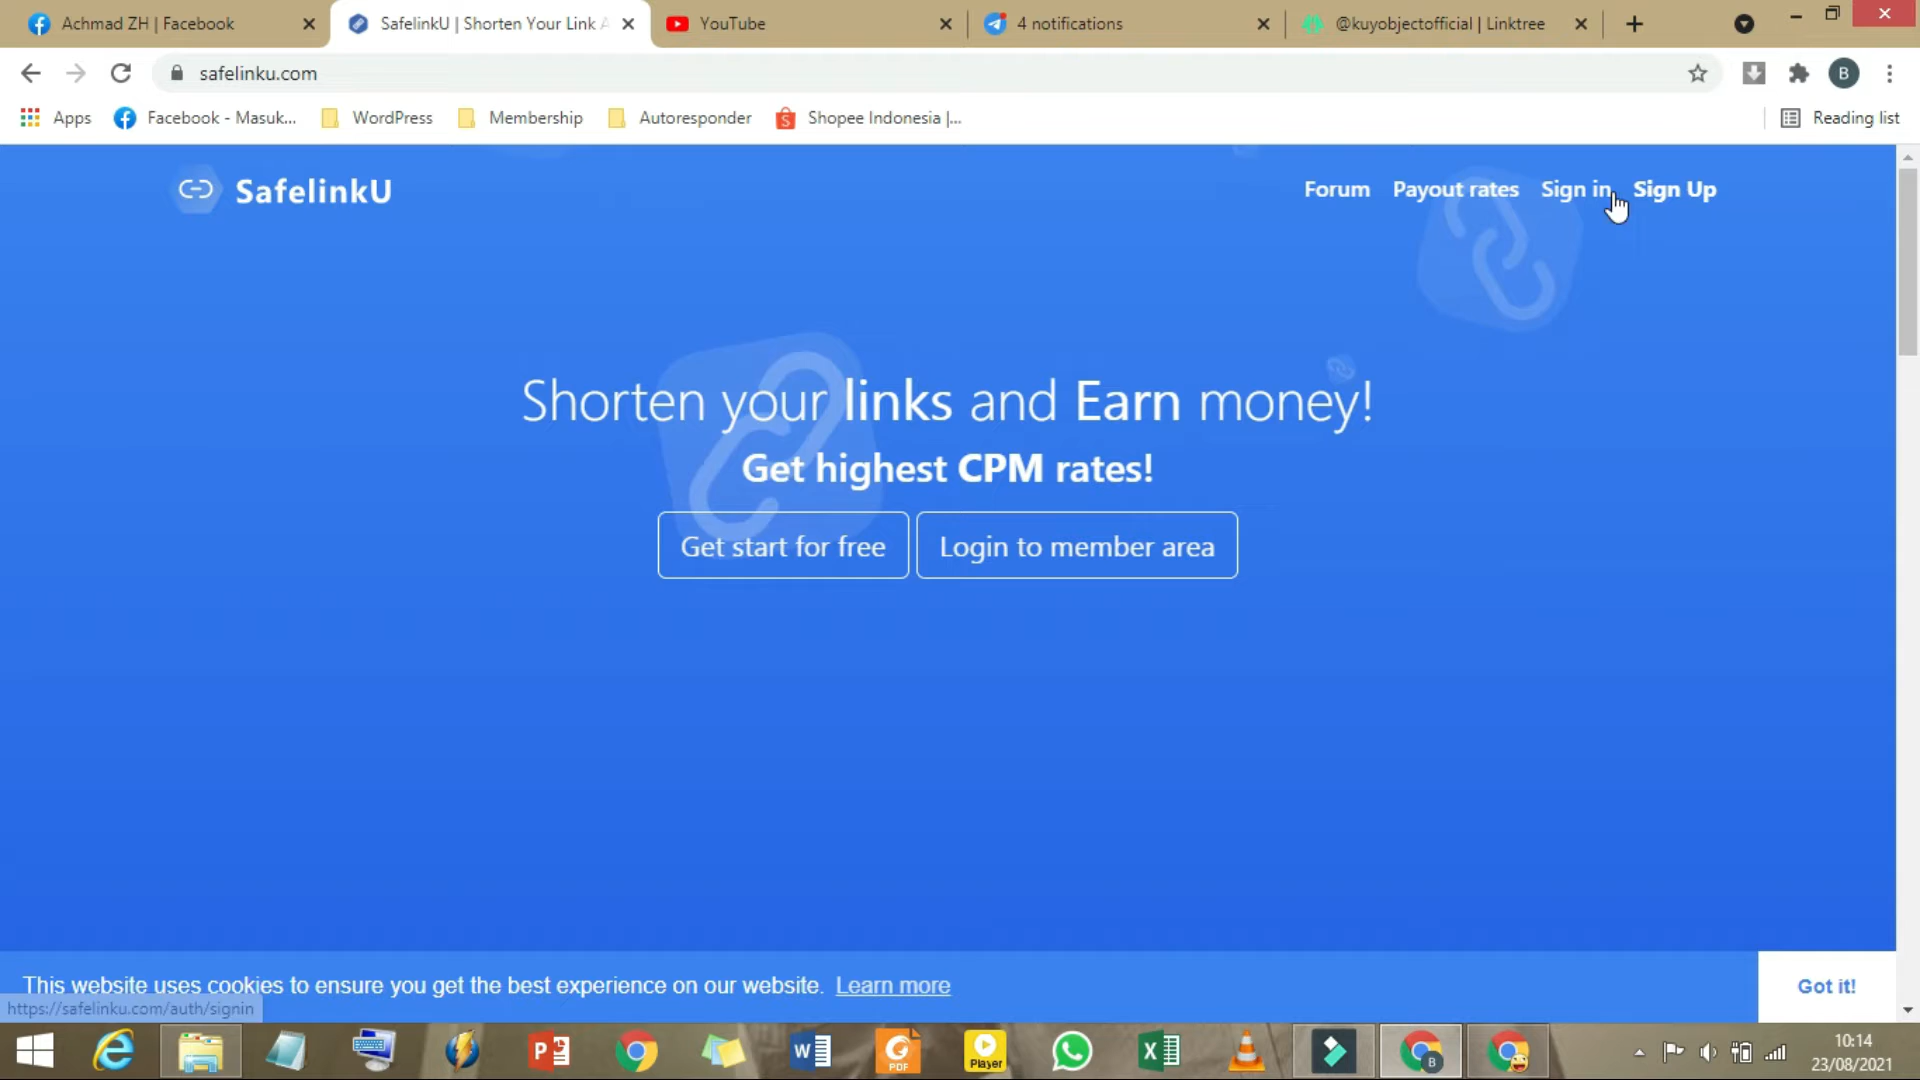 Achmad ZH | Facebook
SafelinkU | Shorten Your Link A
YouTube
4 notifications
@kuyobjectofficial | Linktree
safelinku.com
B
Apps
Facebook - Masuk...
WordPress
Membership
Autoresponder
Shopee Indonesia |...
Reading list
SafelinkU
Forum
Payout rates
Sign in
Sign Up
Shorten your links and Earn money!
Get highest CPM rates!
Get start for free
Login to member area
This website uses cookies to ensure you get the best experience on our website. Learn more
Got it!
https://safelinku.com/auth/signin
PDF
Player
B
10:14
23/08/2021